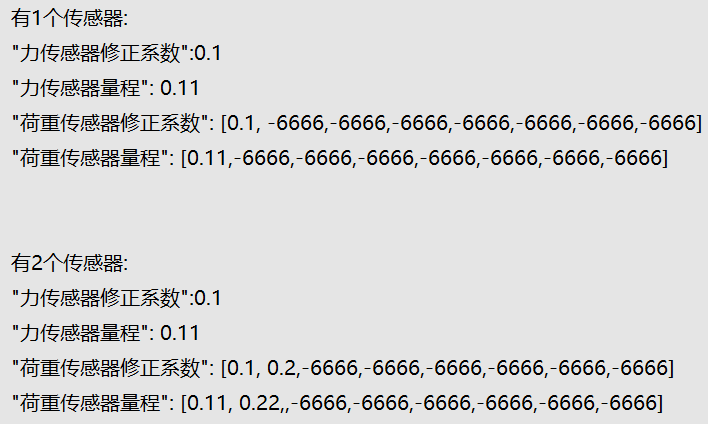 有1个传感器:
"力传感器修正系数":0.1
"力传感器量程": 0.11
"荷重传感器修正系数": [0.1, -6666,-6666,-6666,-6666,-6666,-6666,-6666]
"荷重传感器量程": [0.11,-6666,-6666,-6666,-6666,-6666,-6666,-6666]
有2个传感器:
"力传感器修正系数":0.1
"力传感器量程": 0.11
"荷重传感器修正系数": [0.1, 0.2,-6666,-6666,-6666,-6666,-6666,-6666]
"荷重传感器量程": [0.11, 0.22,,-6666,-6666,-6666,-6666,-6666,-6666]